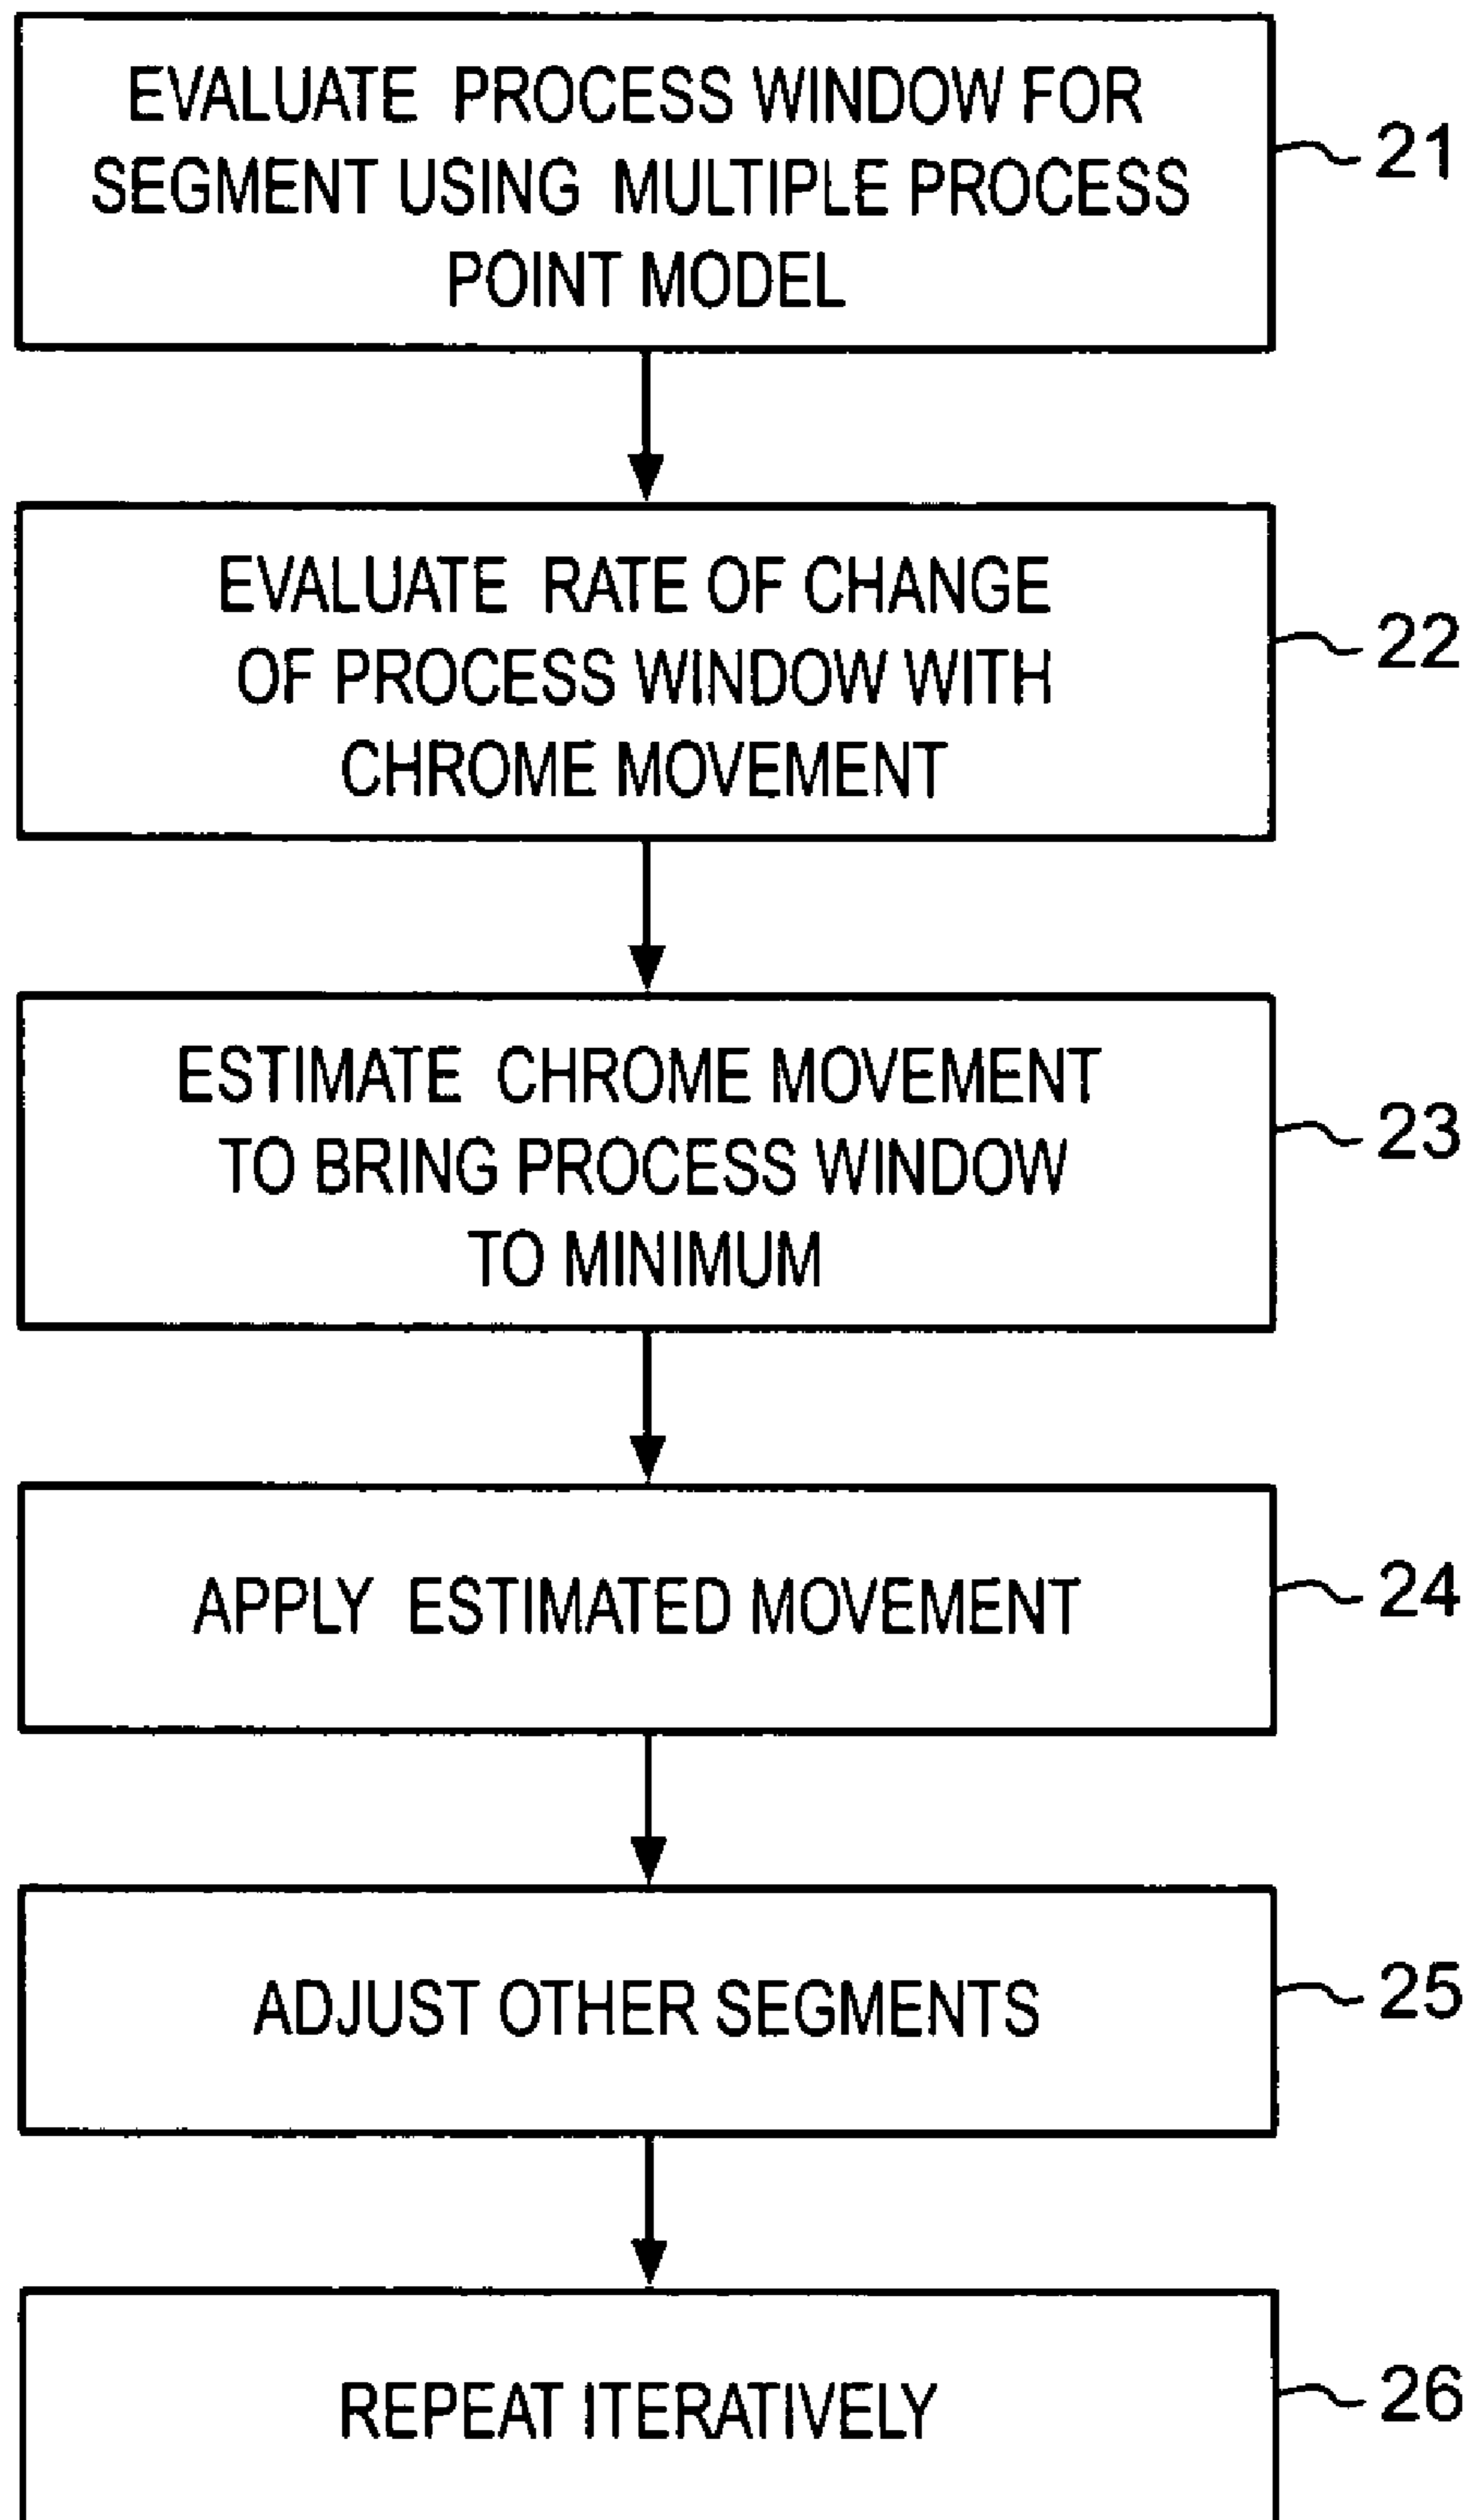 EVALUATE PROCESS WINDOW FOR
SEGMENT USING MULTIPLE PROCESS
POINT MODEL
21
EVALUATE RATE OF CHANGE
OF PROCESS WINDOW WITH
CHROME MOVEMENT
22
ESTIMATE CHROME MOVEMENT
TO BRING PROCESS WINDOW
TO MINIMUM
23
APPLY ESTIMATED MOVEMENT
24
ADJUST OTHER SEGMENTS
25
REPEAT ITERATIVELY
26